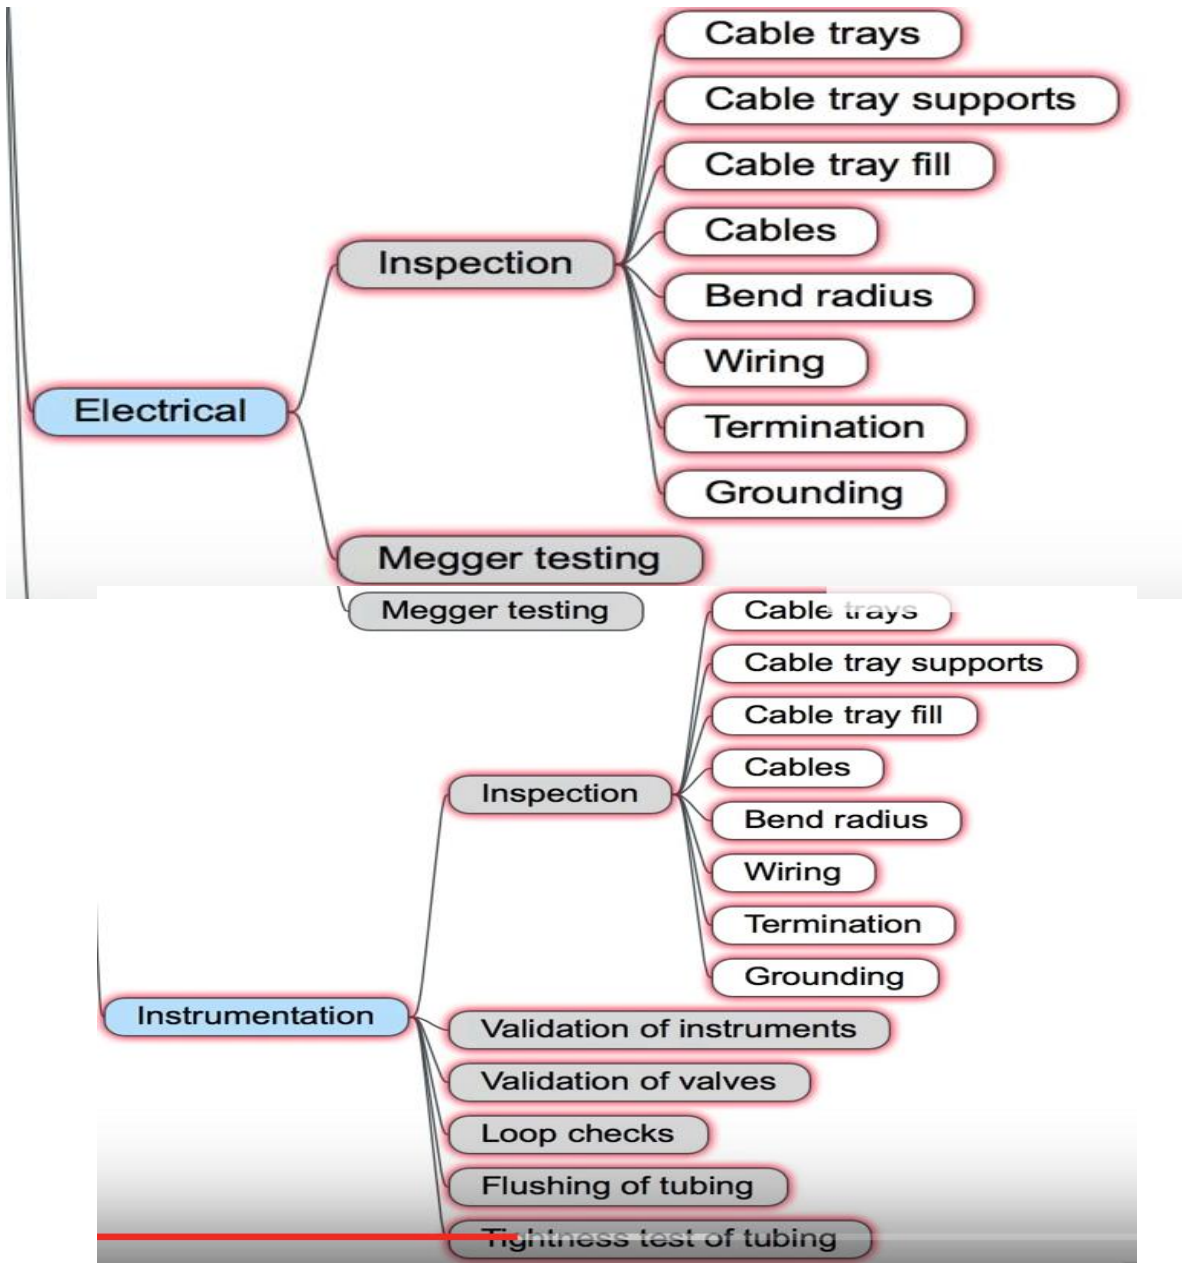 Cable trays
Cable tray supports
Cable tray fill
Cables
Inspection
Bend radius
Wiring
Electrical
Termination
Grounding
Megger testing
Megger testing
Cable trays
Cable tray supports
Cable tray fill
Cables
Inspection
Bend radius
Wiring
Termination
Grounding
Instrumentation
Validation of instruments
Validation of valves
Loop checks
Flushing of tubing
Tightness test of tubing